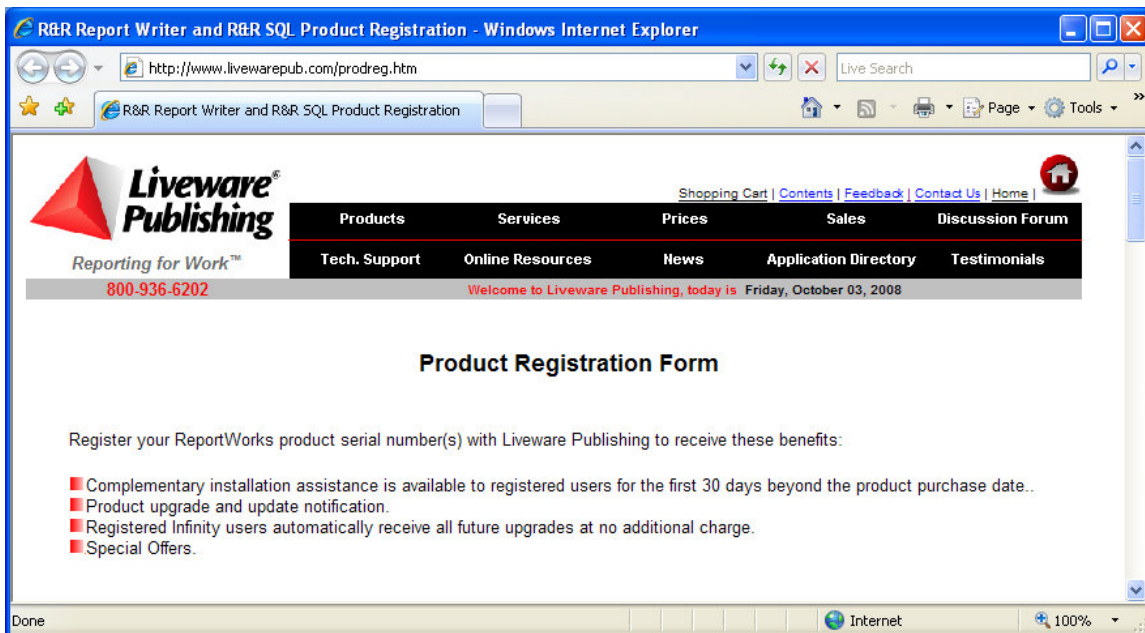 R&R Report Writer and R&R SQL Product Registration - Windows Internet Explorer
http://www.livewarepub.com/prodreg.htm
Live Search
R&R Report Writer and R&R SQL Product Registration
Page
Tools
Liveware®
Publishing
Reporting for Work™
800-936-6202
Shopping Cart | Contents | Feedback | Contact Us | Home |
Products Services Prices Sales Discussion Forum
Tech. Support Online Resources News Application Directory Testimonials
Welcome to Liveware Publishing, today is Friday, October 03, 2008
Product Registration Form
Register your ReportWorks product serial number(s) with Liveware Publishing to receive these benefits:
Complementary installation assistance is available to registered users for the first 30 days beyond the product purchase date..
Product upgrade and update notification.
Registered Infinity users automatically receive all future upgrades at no additional charge.
Special Offers.
Done
Internet
100%